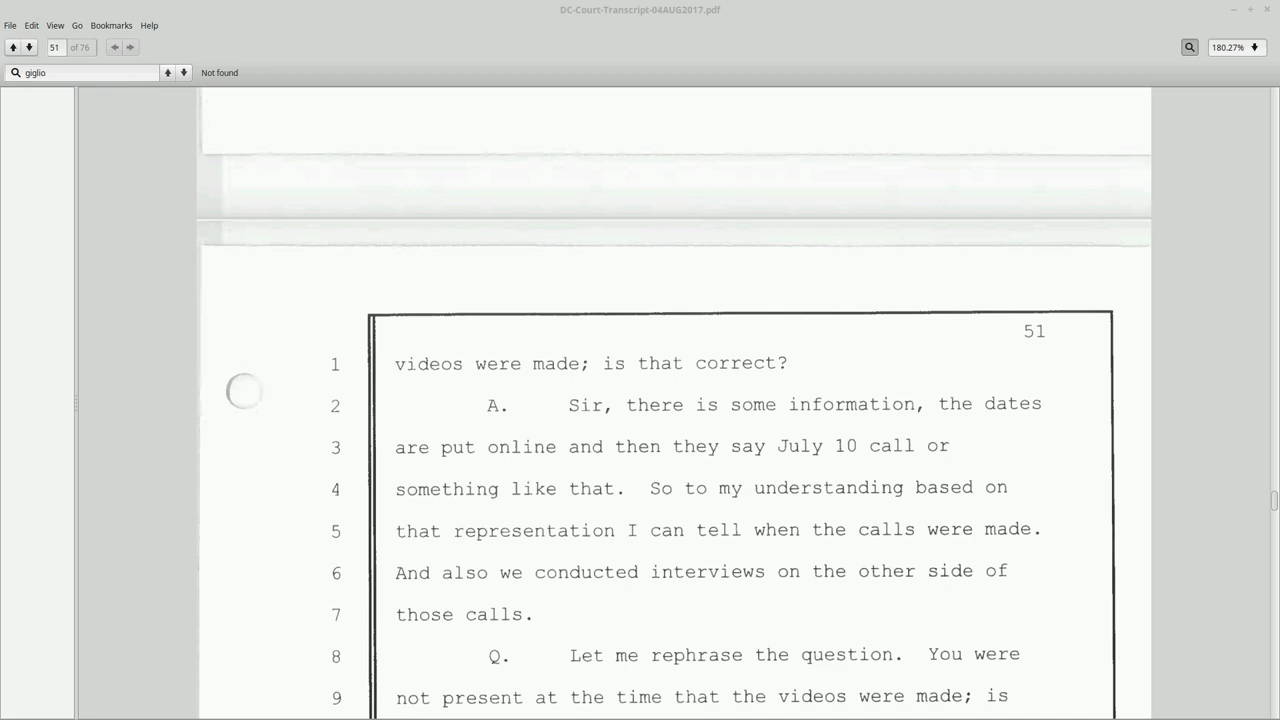 DC-Court-Transcript-04AUG2017.pdf
File Edit View Go Bookmarks Help
51 of 76
180.27%
giglio
Not found
51
1 videos were made; is that correct?
2 A. Sir, there is some information, the dates
3 are put online and then they say July 10 call or
4 something like that. So to my understanding based on
5 that representation I can tell when the calls were made.
6 And also we conducted interviews on the other side of
7 those calls.
8 Q. Let me rephrase the question. You were
9 not present at the time that the videos were made; is